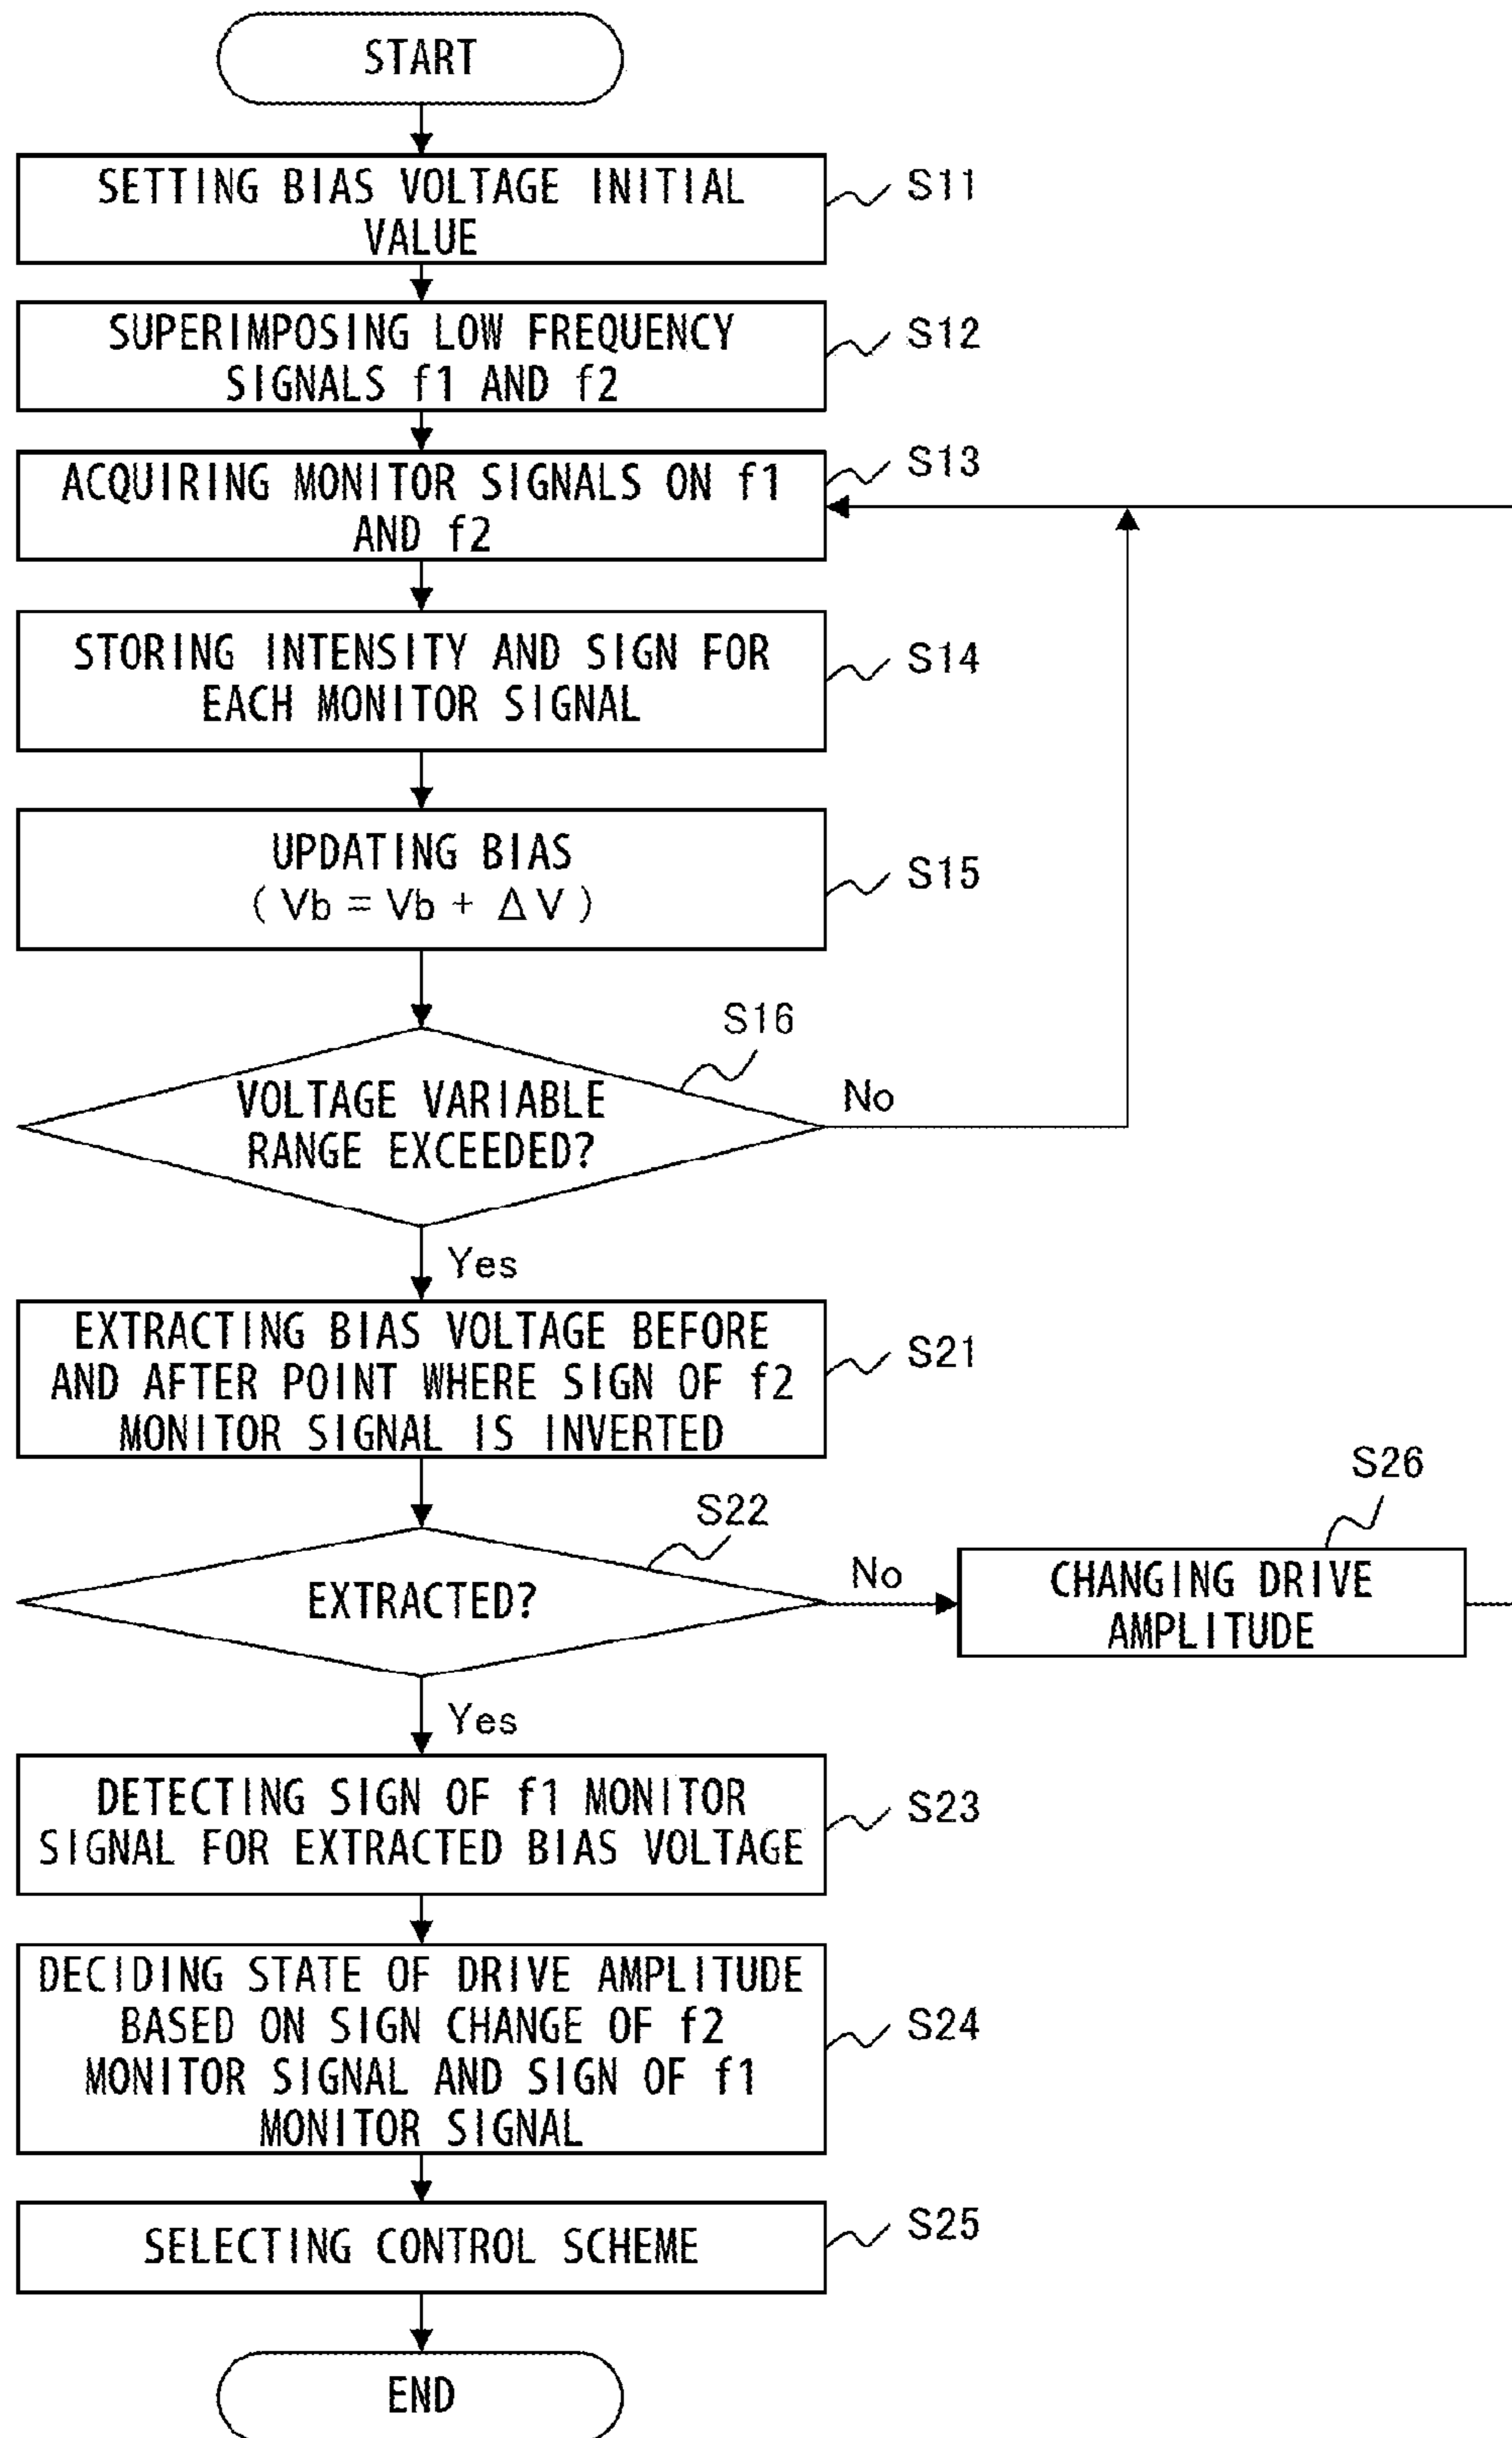 START
SETTING BIAS VOLTAGE INITIAL
VALUE
S11
SUPERIMPOSING LOW FREQUENCY
SIGNALS f1 AND f2
S12
ACQUIRING MONITOR SIGNALS ON f1
AND f2
S13
STORING INTENSITY AND SIGN FOR
EACH MONITOR SIGNAL
S14
UPDATING BIAS
( Vb = Vb + Δ V )
S15
S16
VOLTAGE VARIABLE
RANGE EXCEEDED?
No
Yes
EXTRACTING BIAS VOLTAGE BEFORE
AND AFTER POINT WHERE SIGN OF f2
MONITOR SIGNAL IS INVERTED
S21
S22
EXTRACTED?
No
S26
CHANGING DRIVE
AMPLITUDE
Yes
DETECTING SIGN OF f1 MONITOR
SIGNAL FOR EXTRACTED BIAS VOLTAGE
S23
DECIDING STATE OF DRIVE AMPLITUDE
BASED ON SIGN CHANGE OF f2
MONITOR SIGNAL AND SIGN OF f1
MONITOR SIGNAL
S24
SELECTING CONTROL SCHEME
S25
END